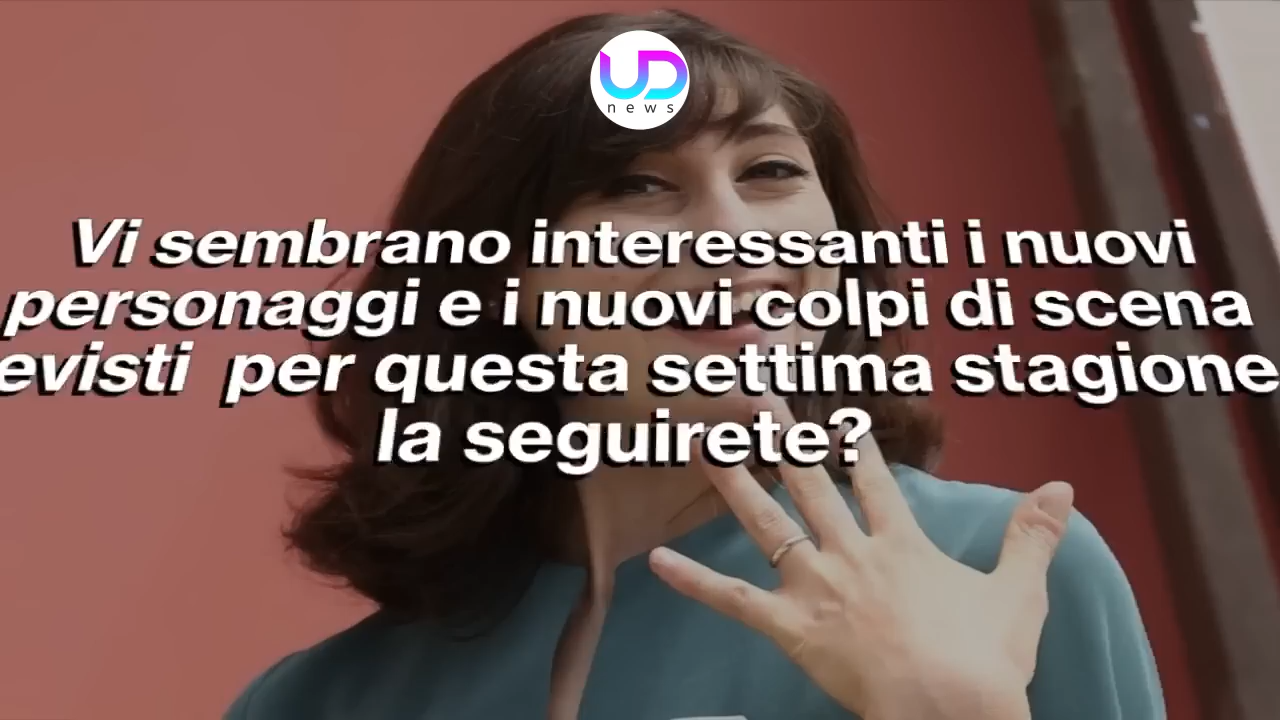 UD
news
Vi sembrano interessanti i nuovi
personaggi e i nuovi colpi di scena
evisti per questa settima stagione
la seguirete?